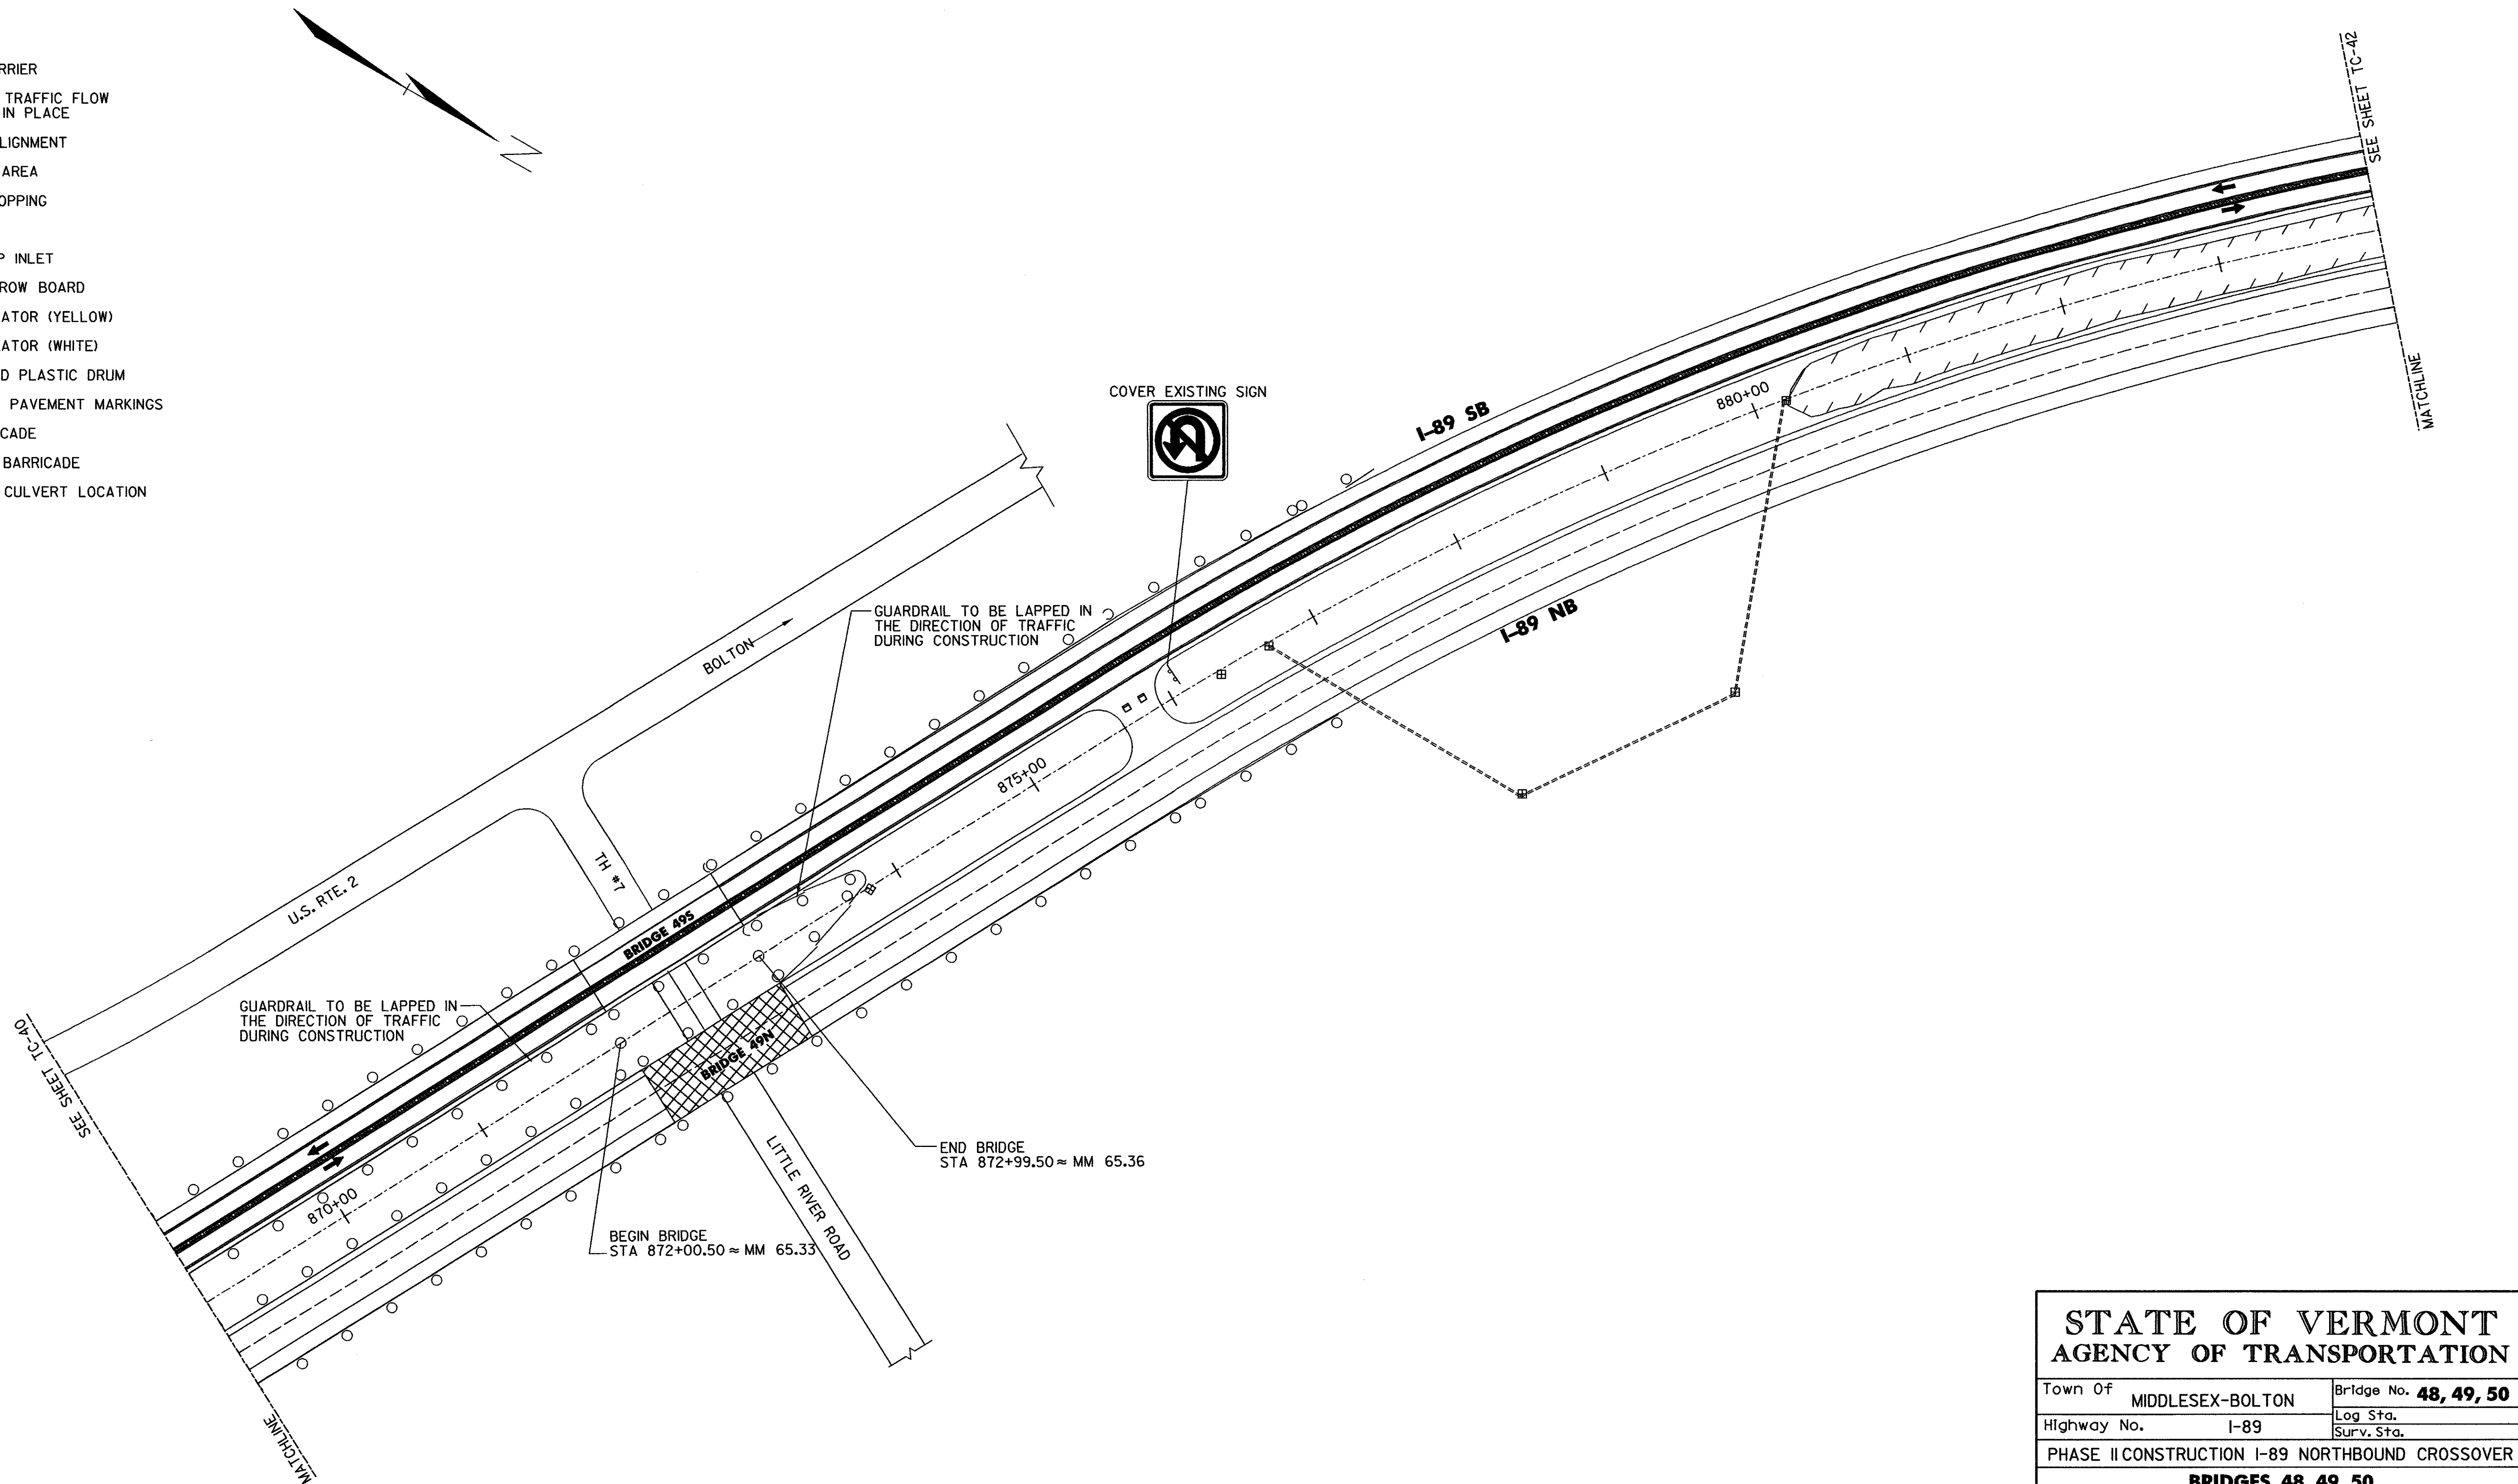 RRIER
TRAFFIC FLOW
IN PLACE
LIGNMENT
AREA
OPPING
P INLET
ROW BOARD
ATOR (YELLOW)
ATOR (WHITE)
D PLASTIC DRUM
PAVEMENT MARKINGS
CADE
BARRICADE
CULVERT LOCATION
N
SEE SHEET TC-42
MATCHLINE
COVER EXISTING SIGN
I-89 SB
880+00
I-89 NB
GUARDRAIL TO BE LAPPED IN
THE DIRECTION OF TRAFFIC
DURING CONSTRUCTION
BOLTON
875+00
TH #7
U.S. RTE. 2
BRIDGE 49S
GUARDRAIL TO BE LAPPED IN
THE DIRECTION OF TRAFFIC
DURING CONSTRUCTION
BRIDGE 49N
SEE SHEET TC-40
END BRIDGE
STA 872+99.50 ≈ MM 65.36
LITTLE RIVER ROAD
870+00
BEGIN BRIDGE
STA 872+00.50 ≈ MM 65.33
MATCHLINE
STATE OF VERMONT
AGENCY OF TRANSPORTATION
Town Of MIDDLESEX-BOLTON
Bridge No. 48, 49, 50
Log Sta.
Highway No. I-89
Surv. Sta.
PHASE II CONSTRUCTION I-89 NORTHBOUND CROSSOVER
BRIDGES 48, 49, 50